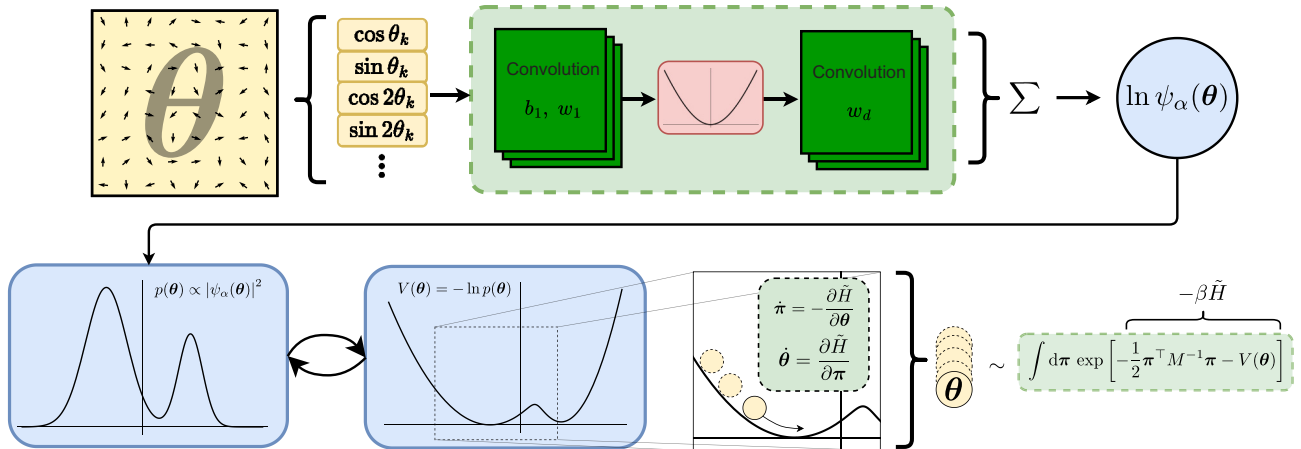 θ
cos θ_k
sin θ_k
cos 2θ_k
sin 2θ_k
⋮
Convolution
b_1, w_1
Convolution
w_d
∑
ln ψ_α(θ)
p(θ) ∝ |ψ_α(θ)|^2
V(θ) = −ln p(θ)
π̇ = −∂H̃/∂θ
θ̇ = ∂H̃/∂π
θ
∼
−βH̃
∫ dπ exp [−1/2 π^⊤ M^{−1} π − V(θ)]